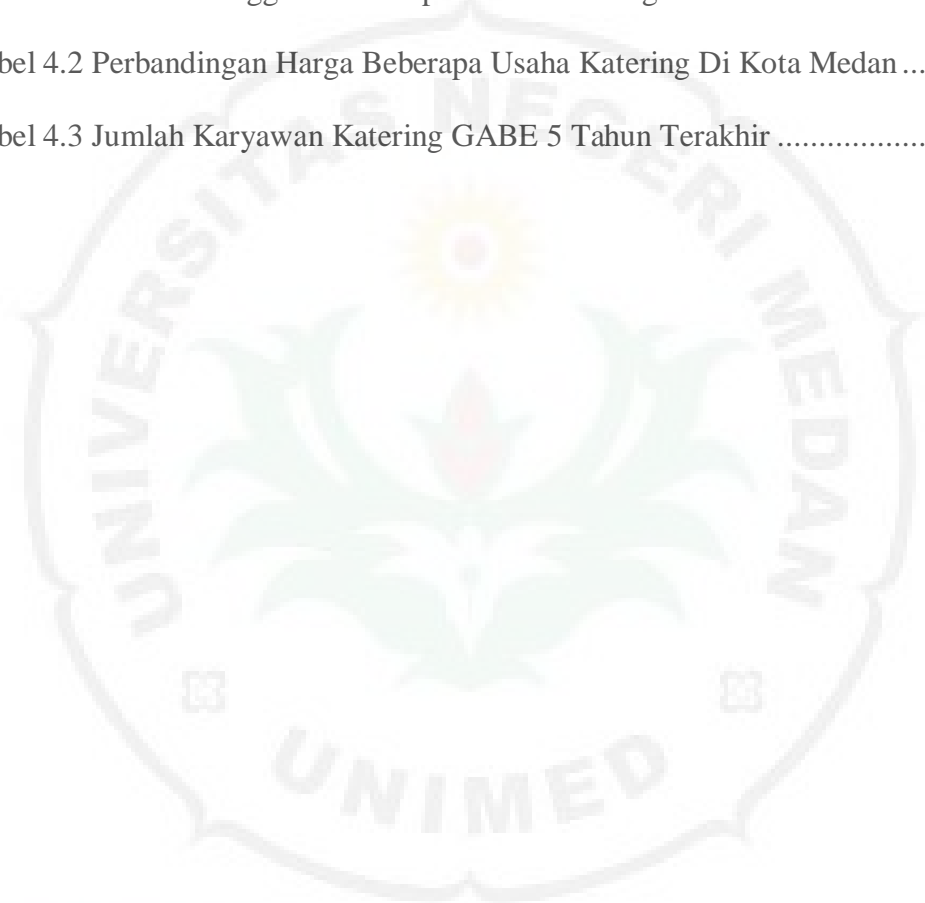 bel 4.2 Perbandingan Harga Beberapa Usaha Katering Di Kota Medan ...
bel 4.3 Jumlah Karyawan Katering GABE 5 Tahun Terakhir ..................
UNIVERSITAS NEGERI MEDAN
UNIMED